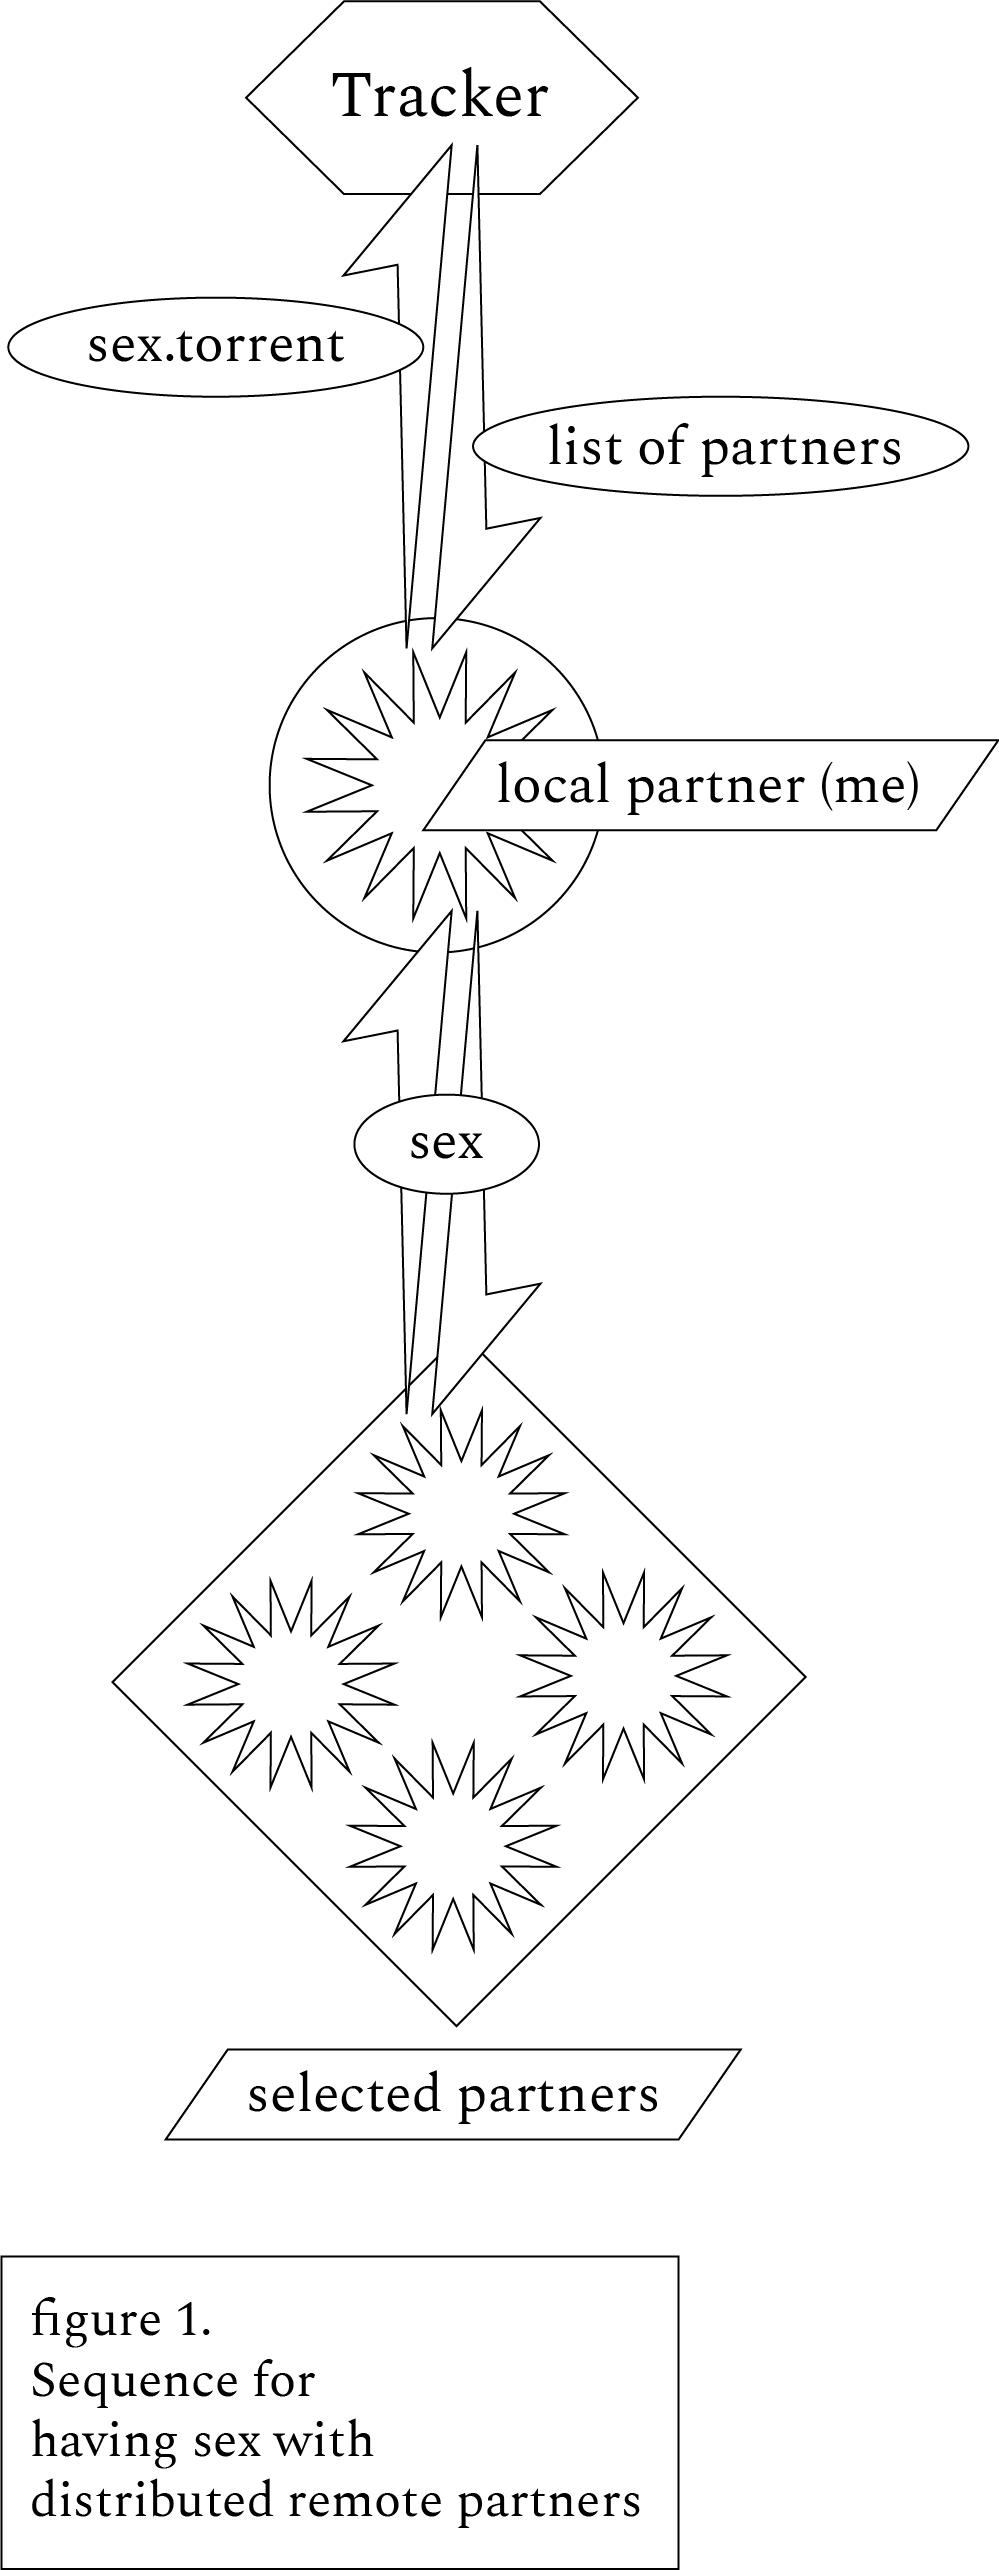 Tracker
sex.torrent
list of partners
local partner (me)
sex
selected partners
figure 1.
Sequence for
having sex with
distributed remote partners